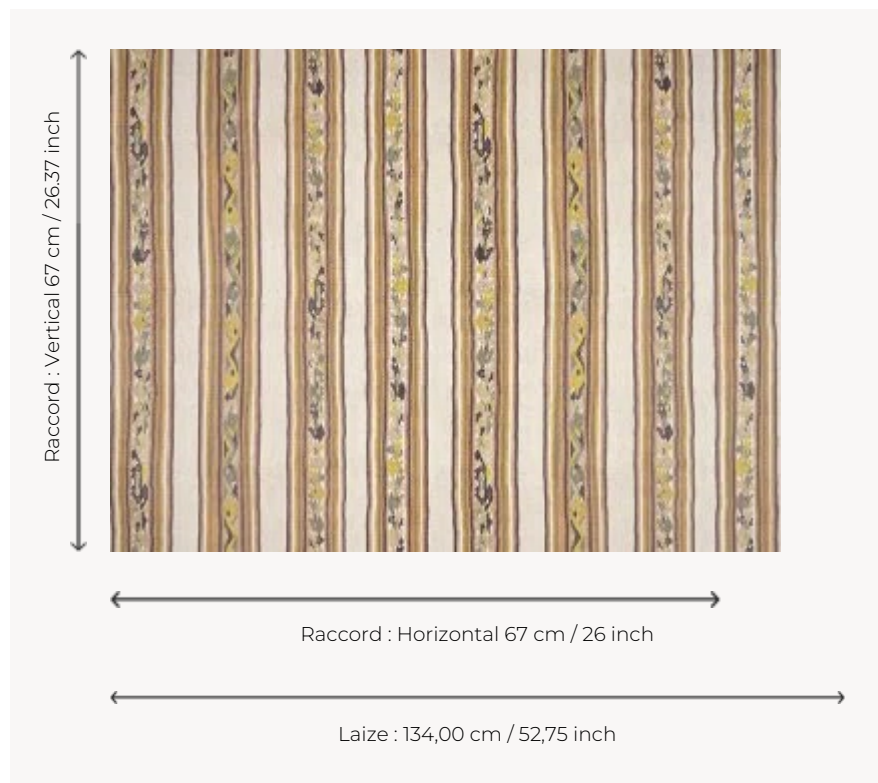 Raccord : Vertical 67 cm / 26.37 inch
Raccord : Horizontal 67 cm / 26 inch
Laize : 134,00 cm / 52,75 inch